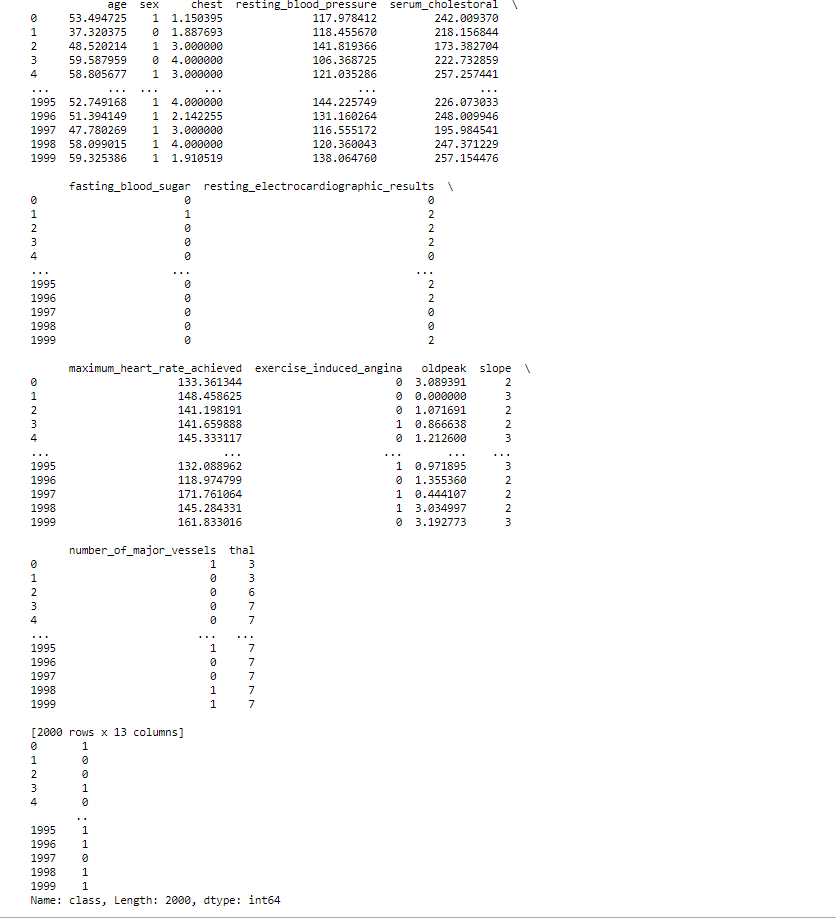 age sex chest resting_blood_pressure serum_cholestoral \
0 53.494725 1 1.150395 117.978412 242.009370
1 37.320375 0 1.887693 118.455670 218.156844
2 48.520214 1 3.000000 141.819366 173.382704
3 59.587959 0 4.000000 106.368725 222.732859
4 58.805677 1 3.000000 121.035286 257.257441
... ... ... ... ... ...
1995 52.749168 1 4.000000 144.225749 226.073033
1996 51.394149 1 2.142255 131.160264 248.009946
1997 47.780269 1 3.000000 116.555172 195.984541
1998 58.099015 1 4.000000 120.360043 247.371229
1999 59.325386 1 1.910519 138.064760 257.154476
fasting_blood_sugar resting_electrocardiographic_results \
0 0 0
1 1 2
2 0 2
3 0 2
4 0 0
... ... ...
1995 0 2
1996 0 2
1997 0 0
1998 0 0
1999 0 2
maximum_heart_rate_achieved exercise_induced_angina oldpeak slope \
0 133.361344 0 3.089391 2
1 148.458625 0 0.000000 3
2 141.198191 0 1.071691 2
3 141.659888 1 0.866638 2
4 145.333117 0 1.212600 3
... ... ... ... ...
1995 132.088962 1 0.971895 3
1996 118.974799 0 1.355360 2
1997 171.761064 1 0.444107 2
1998 145.284331 1 3.034997 2
1999 161.833016 0 3.192773 3
number_of_major_vessels thal
0 1 3
1 0 3
2 0 6
3 0 7
4 0 7
... ... ...
1995 1 7
1996 0 7
1997 0 7
1998 1 7
1999 1 7
[2000 rows x 13 columns]
0 1
1 0
2 0
3 1
4 0
..
1995 1
1996 1
1997 0
1998 1
1999 1
Name: class, Length: 2000, dtype: int64